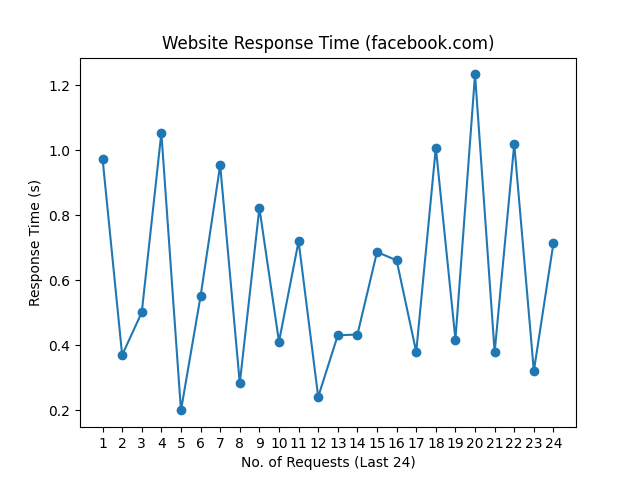 Website Response Time (facebook.com)
1.2
1.0
0.8
0.6
0.4
0.2
Response Time (s)
1 2 3 4 5 6 7 8 9 10 11 12 13 14 15 16 17 18 19 20 21 22 23 24
No. of Requests (Last 24)